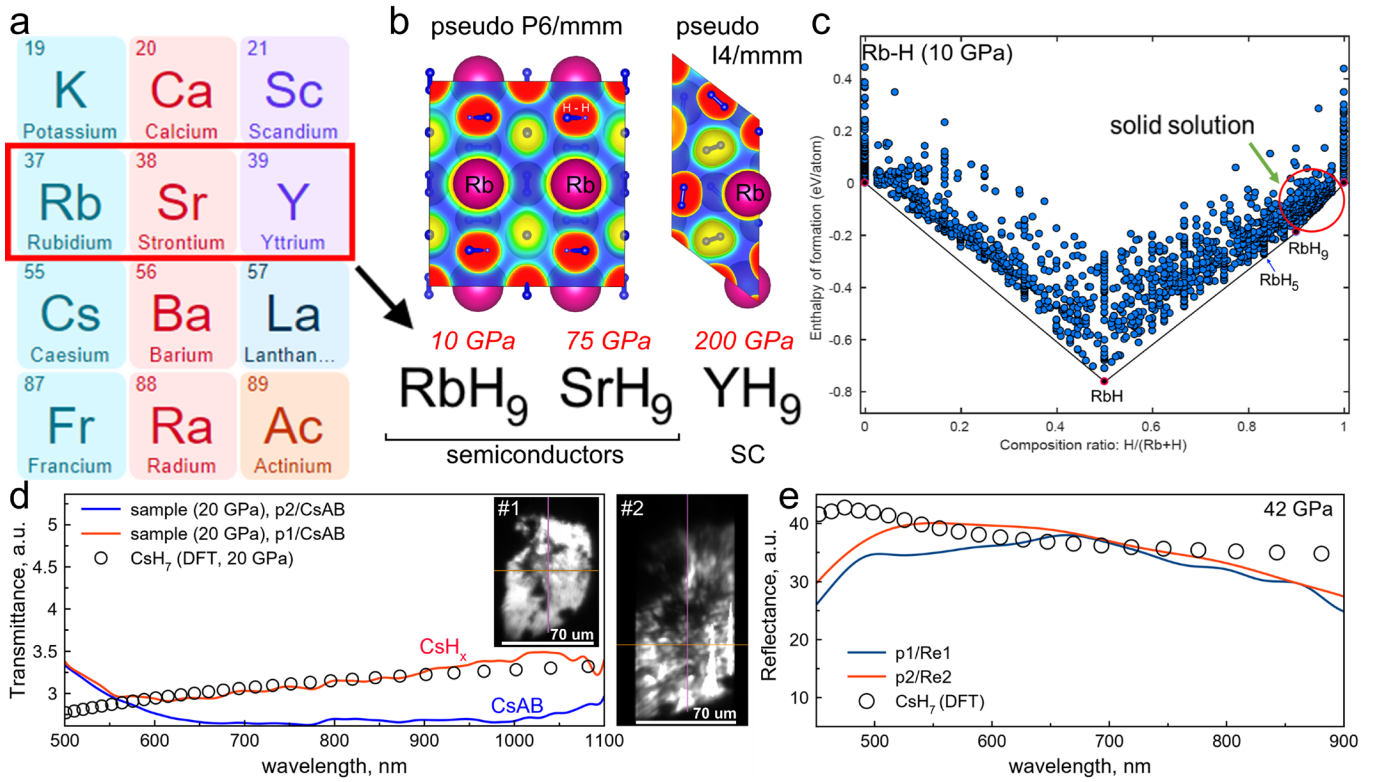 a
19
K
Potassium
20
Ca
Calcium
21
Sc
Scandium
37
Rb
Rubidium
38
Sr
Strontium
39
Y
Yttrium
55
Cs
Caesium
56
Ba
Barium
57
La
Lanthan...
87
Fr
Francium
88
Ra
Radium
89
Ac
Actinium
b
pseudo P6/mmm
pseudo
I4/mmm
H - H
Rb
Rb
Rb
10 GPa
75 GPa
200 GPa
RbH9
SrH9
YH9
semiconductors
SC
c
Rb-H (10 GPa)
solid solution
RbH9
RbH5
RbH
Enthalpy of formation (eV/atom)
0.4
0.2
0
-0.2
-0.4
-0.6
-0.8
0
0.2
0.4
0.6
0.8
1
Composition ratio: H/(Rb+H)
d
sample (20 GPa), p2/CsAB
sample (20 GPa), p1/CsAB
CsH7 (DFT, 20 GPa)
#1
70 um
#2
70 um
CsHx
CsAB
Transmittance, a.u.
5
4.5
3.5
3
500
600
700
800
900
1000
1100
wavelength, nm
e
42 GPa
p1/Re1
p2/Re2
CsH7 (DFT)
Reflectance, a.u.
40
30
20
10
500
600
700
800
900
wavelength, nm